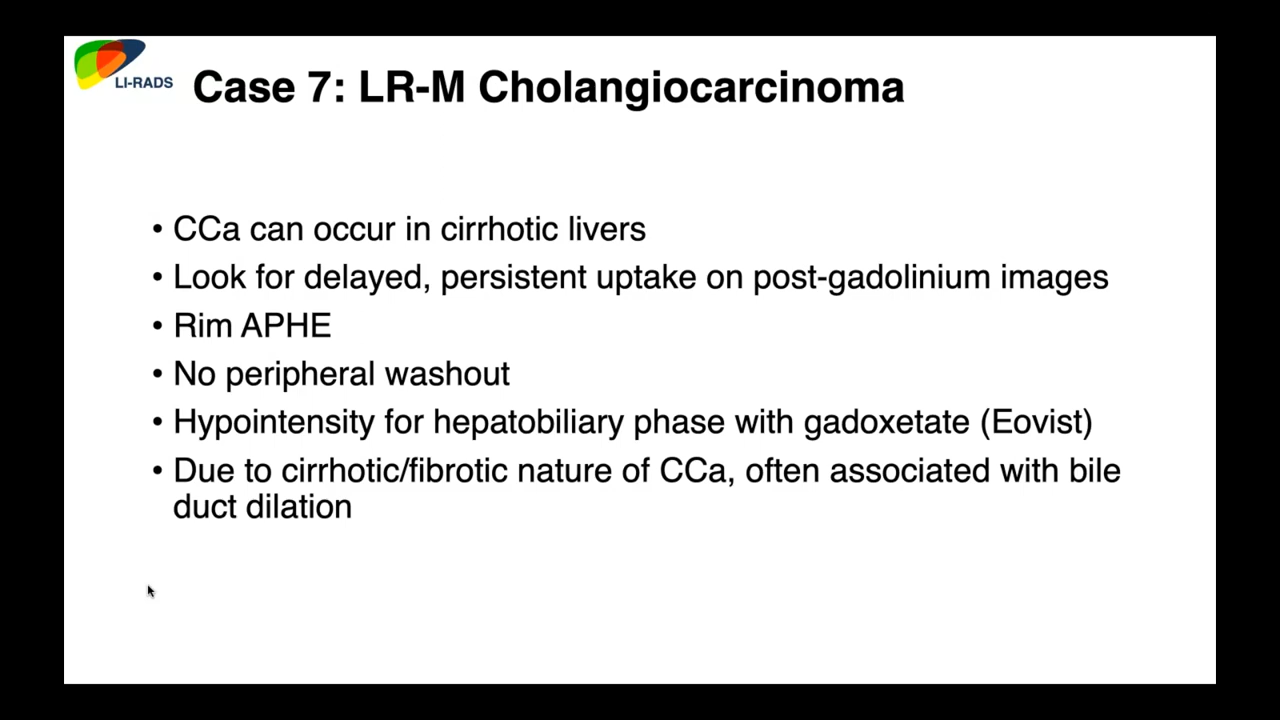 LI-RADS
Case 7: LR-M Cholangiocarcinoma
• CCa can occur in cirrhotic livers
• Look for delayed, persistent uptake on post-gadolinium images
• Rim APHE
• No peripheral washout
• Hypointensity for hepatobiliary phase with gadoxetate (Eovist)
• Due to cirrhotic/fibrotic nature of CCa, often associated with bile
duct dilation